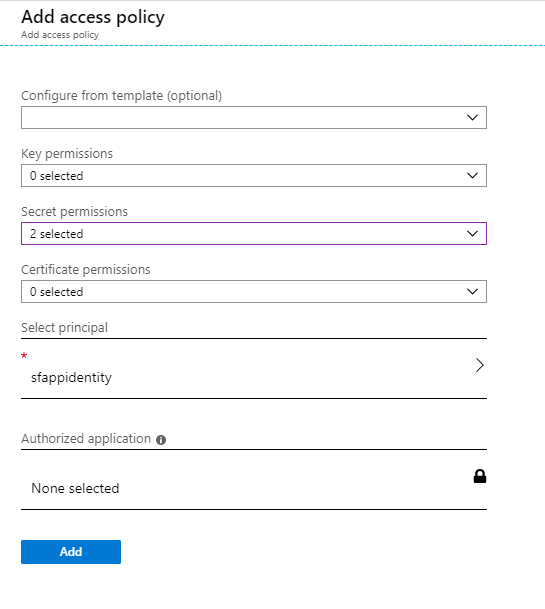 Add access policy
Add access policy
Configure from template (optional)
Key permissions
0 selected
Secret permissions
2 selected
Certificate permissions
0 selected
Select principal
*
sfappidentity
Authorized application
None selected
Add